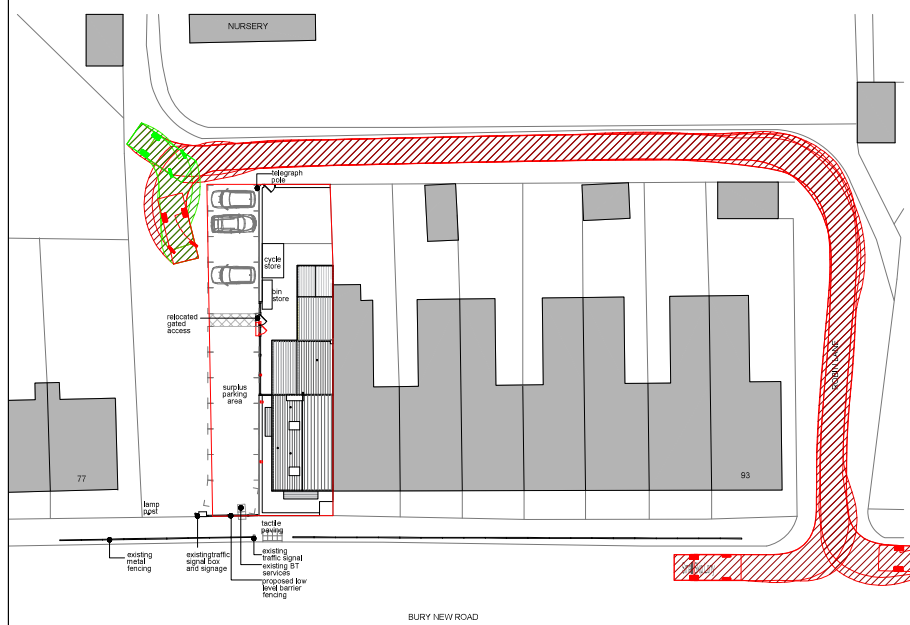 NURSERY
telegraph
pole
cycle
store
bin
store
relocated
gated
access
surplus
parking
area
ROBIN LANE
77
93
lamp
post
tactile
paving
existing
metal
fencing
existingtraffic
signal box
and signage
existing
traffic signal
existing BT
services
proposed low
level barrier
fencing
BURY NEW ROAD